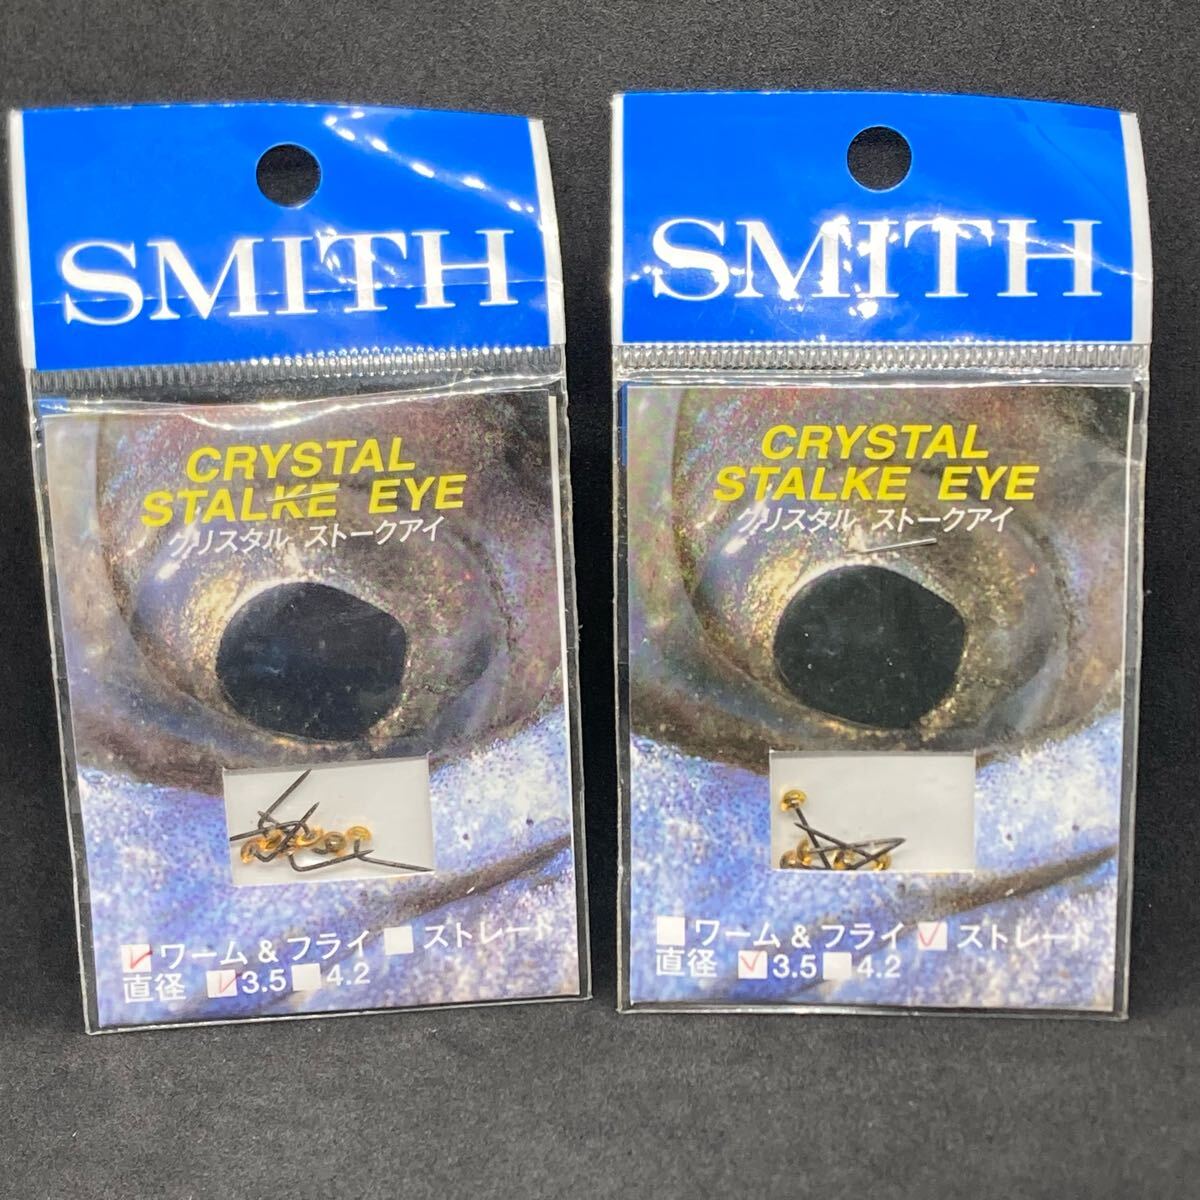 SMITH
CRYSTAL
STALKE EYE
クリスタル ストークアイ
ワーム & フライ ストレート
直径 3.5 4.2
SMITH
CRYSTAL
STALKE EYE
クリスタル ストークアイ
ワーム & フライ ストレート
直径 3.5 4.2